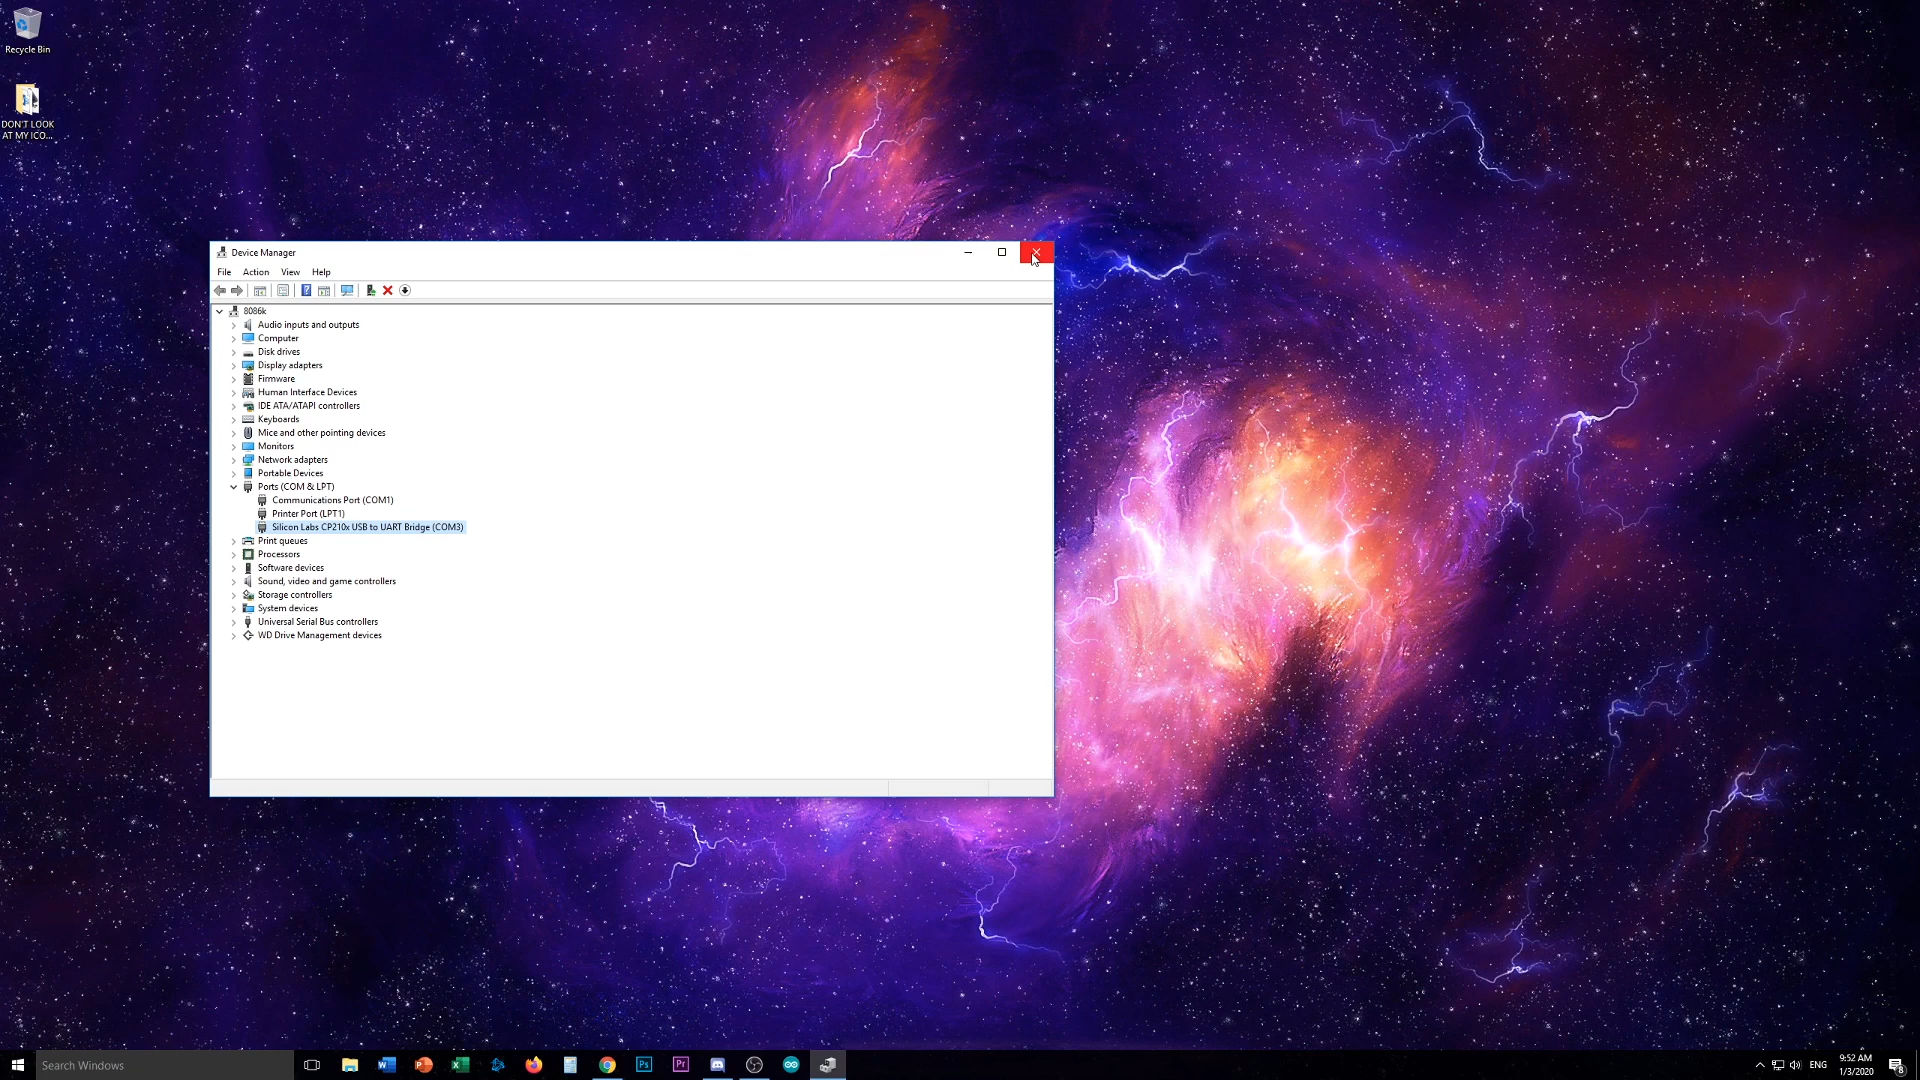 Recycle Bin
DON'T LOOK
AT MY ICO...
Device Manager
File Action View Help
8086k
Audio inputs and outputs
Computer
Disk drives
Display adapters
Firmware
Human Interface Devices
IDE ATA/ATAPI controllers
Keyboards
Mice and other pointing devices
Monitors
Network adapters
Portable Devices
Ports (COM & LPT)
Communications Port (COM1)
Printer Port (LPT1)
Silicon Labs CP210x USB to UART Bridge (COM3)
Print queues
Processors
Software devices
Sound, video and game controllers
Storage controllers
System devices
Universal Serial Bus controllers
WD Drive Management devices
Search Windows
Ps
Pr
ENG
9:52 AM
1/3/2020
8